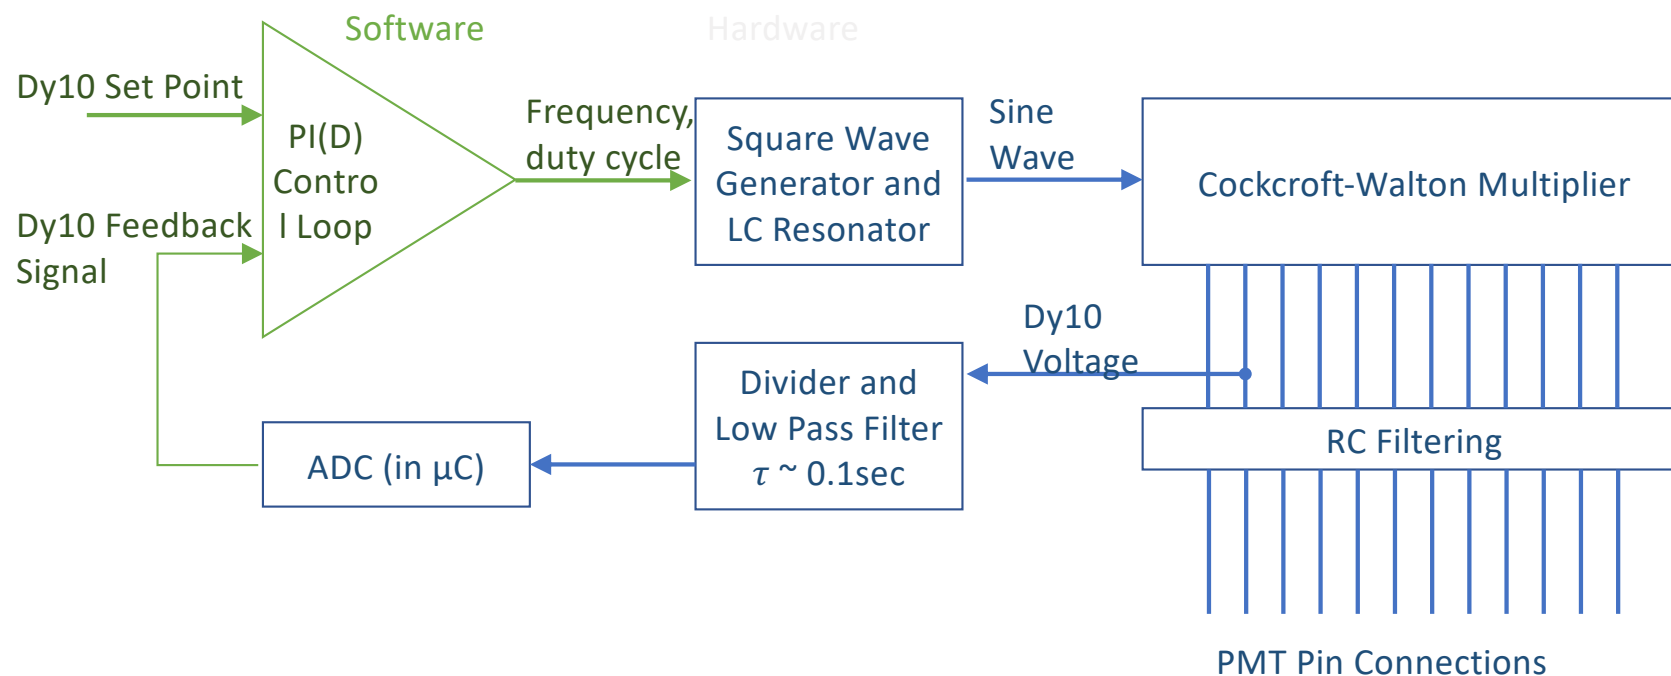 Software
Hardware
Dy10 Set Point
PI(D)
Contro
l Loop
Dy10 Feedback
Signal
Frequency,
duty cycle
Square Wave
Generator and
LC Resonator
Sine
Wave
Cockcroft-Walton Multiplier
Dy10
Voltage
Divider and
Low Pass Filter
𝜏 ~ 0.1sec
ADC (in µC)
RC Filtering
PMT Pin Connections